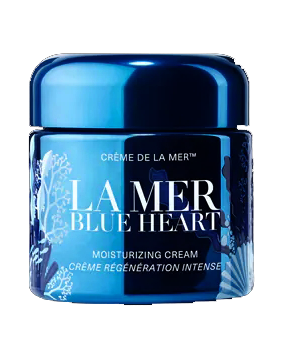 CRÈME DE LA MER™
LA MER
BLUE HEART
MOISTURIZING CREAM
CRÈME RÉGÉNÉRATION INTENSE